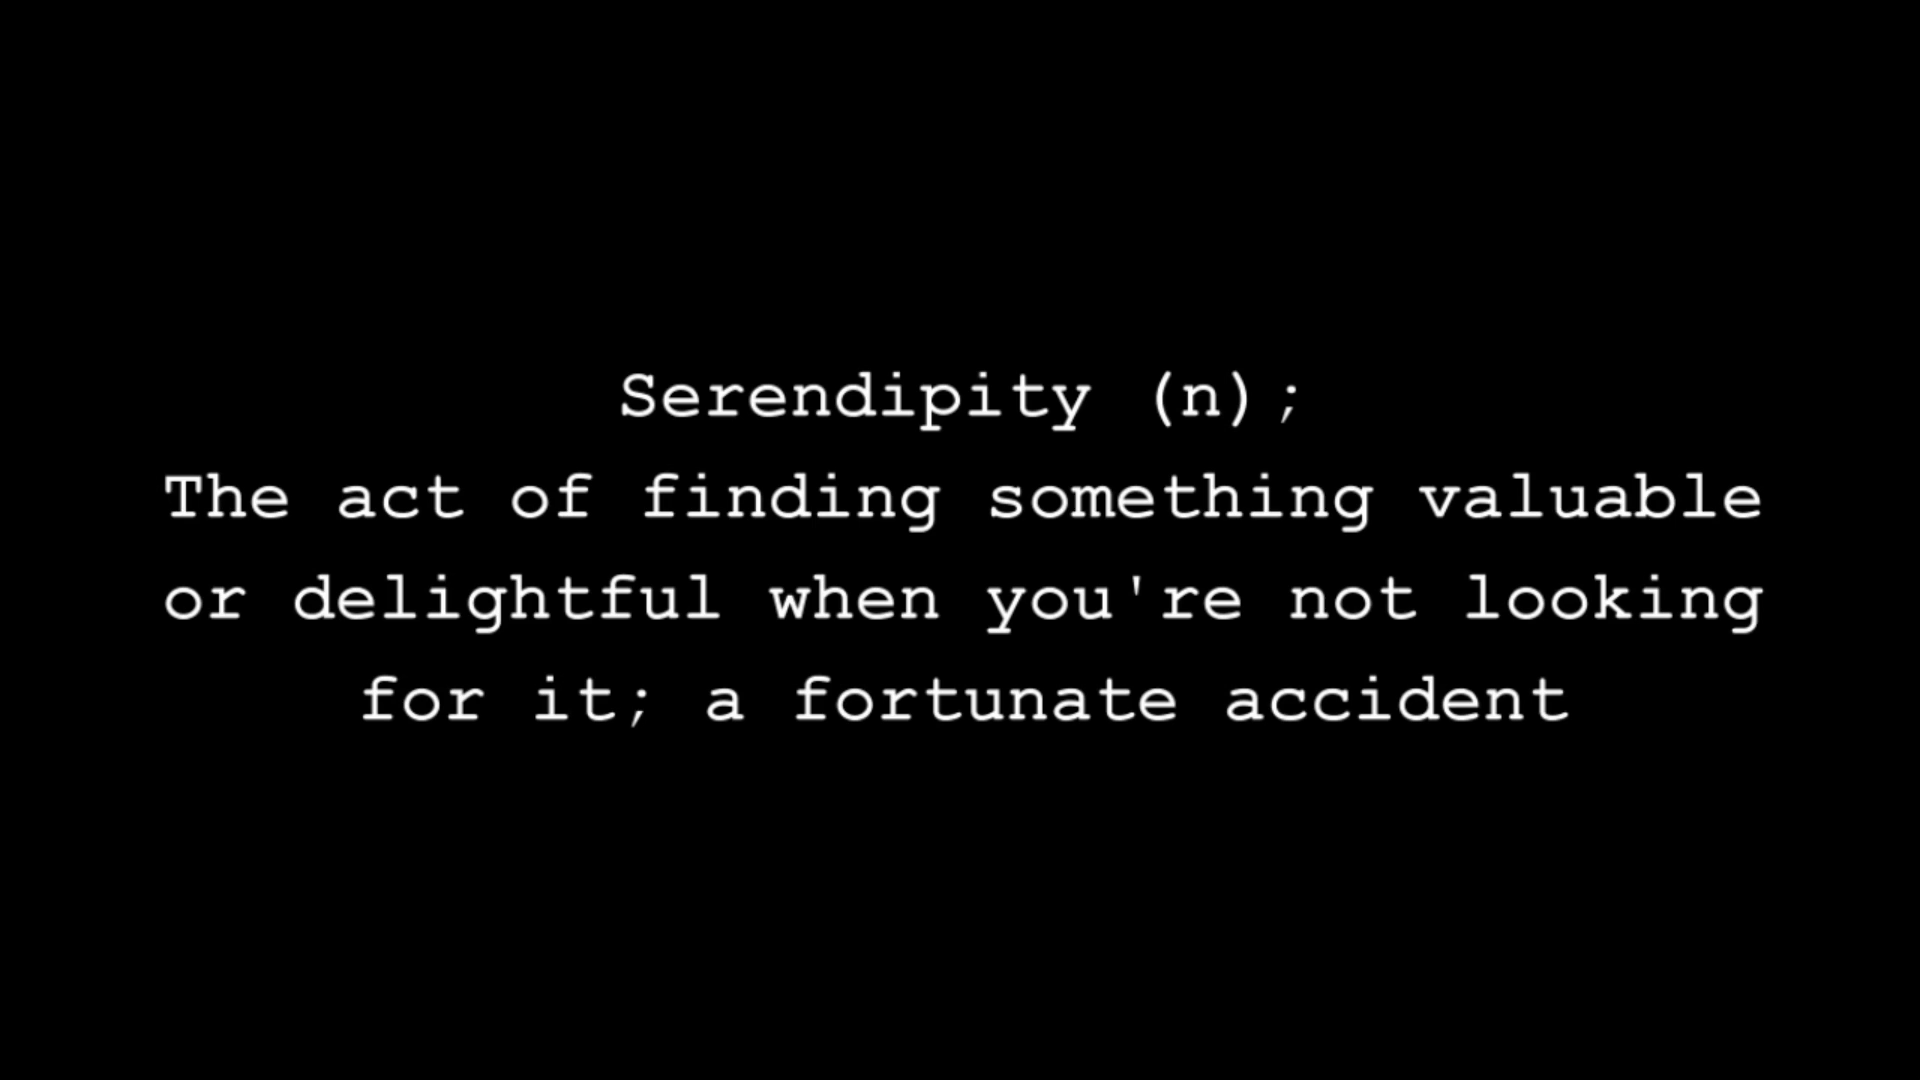 Serendipity (n);
The act of finding something valuable
or delightful when you're not looking
for it; a fortunate accident